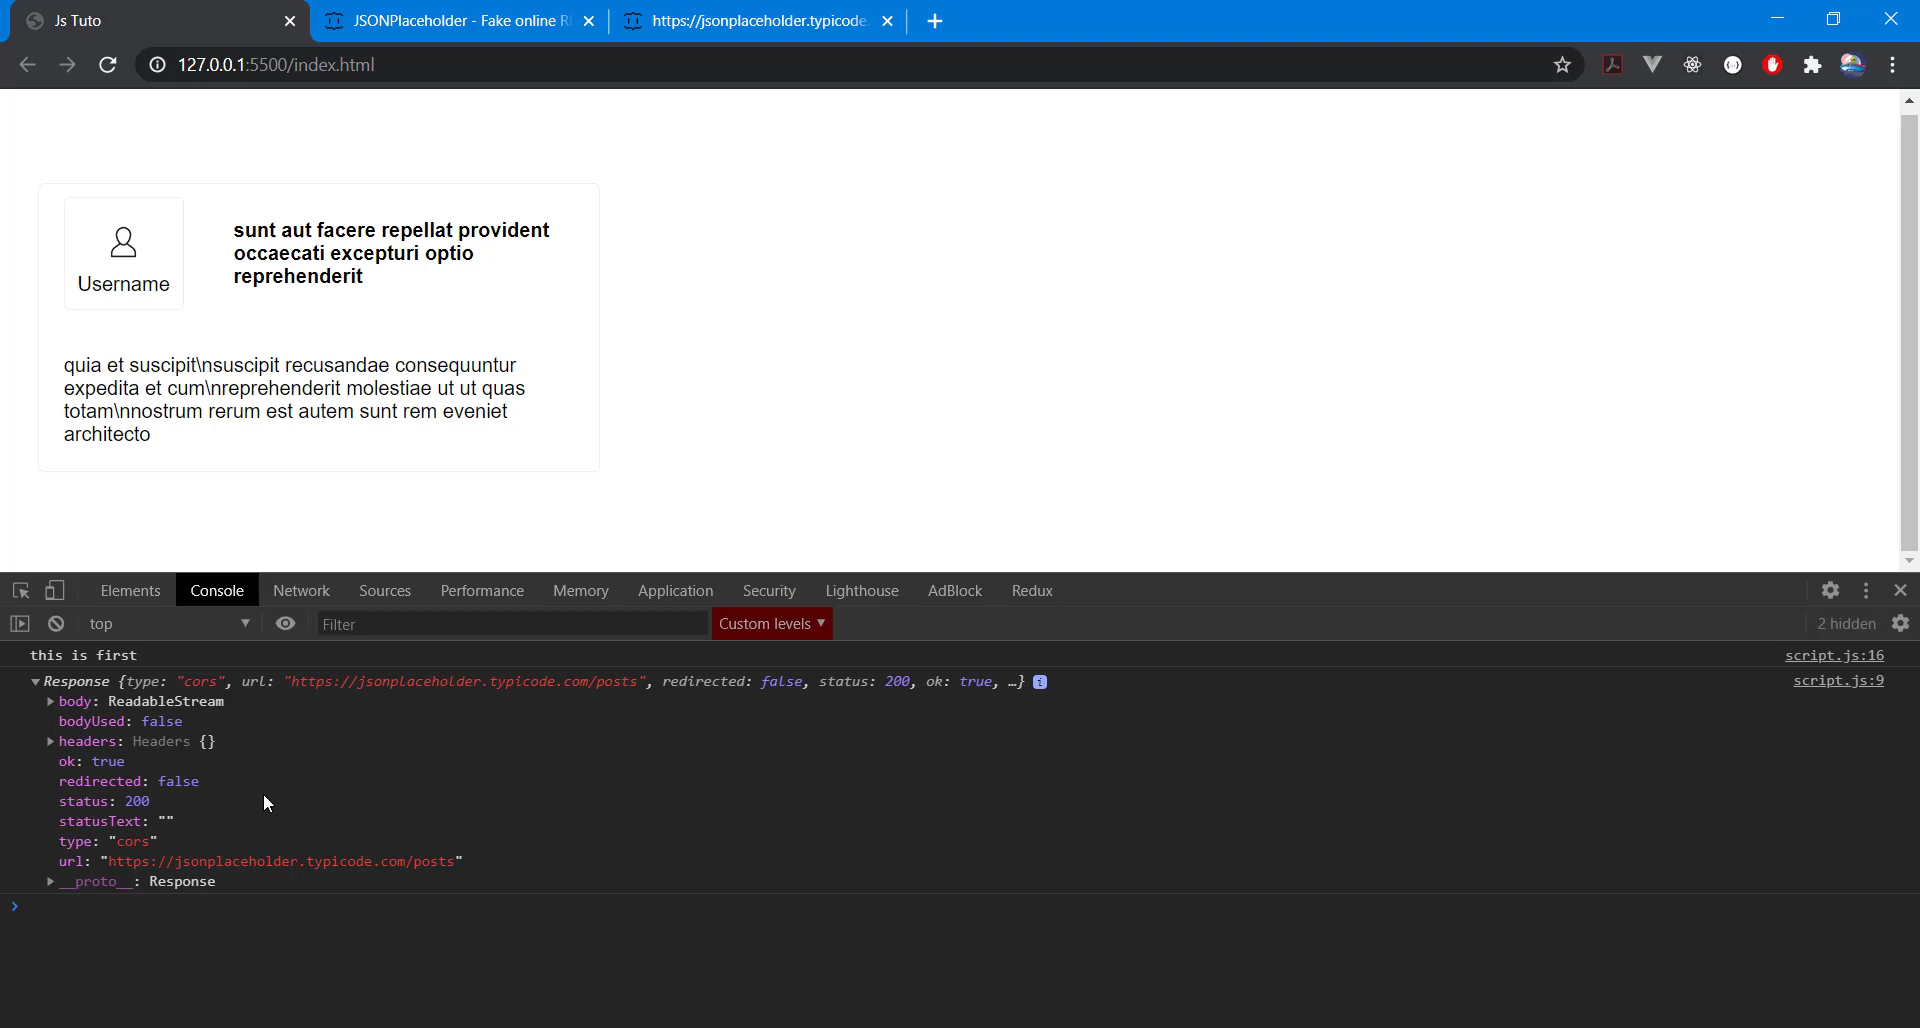 Js Tuto
JSONPlaceholder - Fake online R
https://jsonplaceholder.typicode.
127.0.0.1:5500/index.html
sunt aut facere repellat provident
occaecati excepturi optio
reprehenderit
Username
quia et suscipit\nsuscipit recusandae consequuntur
expedita et cum\nreprehenderit molestiae ut ut quas
totam\nnostrum rerum est autem sunt rem eveniet
architecto
Elements Console Network Sources Performance Memory Application Security Lighthouse AdBlock Redux
top Filter Custom levels 2 hidden
this is first script.js:16
Response {type: "cors", url: "https://jsonplaceholder.typicode.com/posts", redirected: false, status: 200, ok: true, …} i script.js:9
body: ReadableStream
bodyUsed: false
headers: Headers {}
ok: true
redirected: false
status: 200
statusText: ""
type: "cors"
url: "https://jsonplaceholder.typicode.com/posts"
__proto__: Response